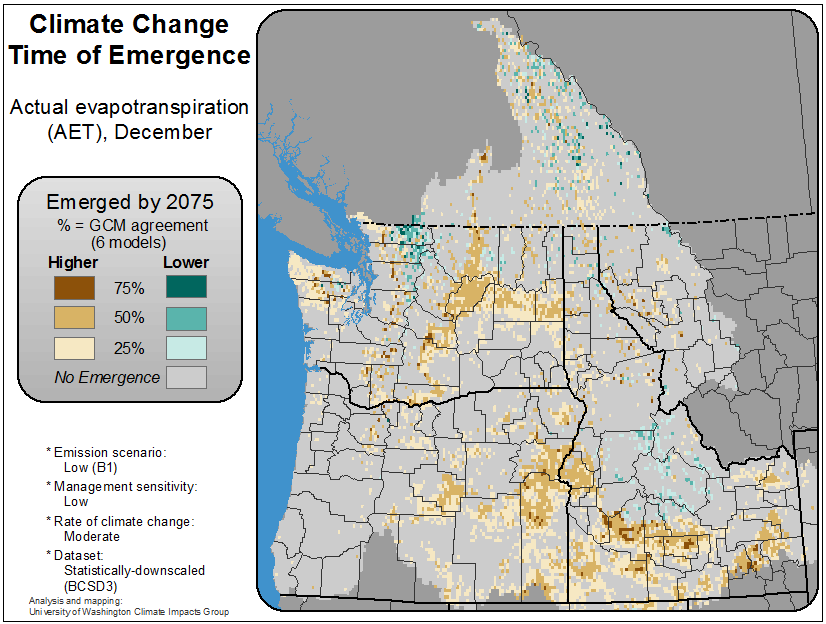 Climate Change
Time of Emergence
Actual evapotranspiration
(AET), December
Emerged by 2075
% = GCM agreement
(6 models)
Higher Lower
75%
50%
25%
No Emergence
* Emission scenario:
Low (B1)
* Management sensitivity:
Low
* Rate of climate change:
Moderate
* Dataset:
Statistically-downscaled
(BCSD3)
Analysis and mapping:
University of Washington Climate Impacts Group